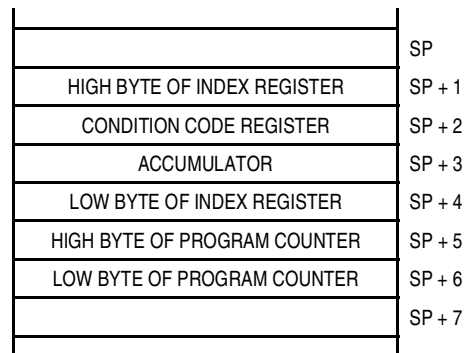 SP
HIGH BYTE OF INDEX REGISTER SP + 1
CONDITION CODE REGISTER SP + 2
ACCUMULATOR SP + 3
LOW BYTE OF INDEX REGISTER SP + 4
HIGH BYTE OF PROGRAM COUNTER SP + 5
LOW BYTE OF PROGRAM COUNTER SP + 6
SP + 7